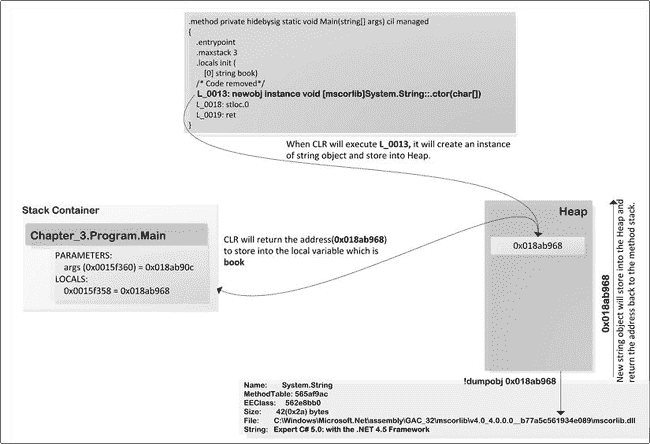 .method private hidebysig static void Main(string[] args) cil managed
{
.entrypoint
.maxstack 3
.locals init (
[0] string book)
/* Code removed*/
L_0013: newobj instance void [mscorlib]System.String::.ctor(char[])
L_0018: stloc.0
L_0019: ret
}
When CLR will execute L_0013, it will create an instance
of string object and store into Heap.
Stack Container
Chapter_3.Program.Main
PARAMETERS:
args (0x0015f360) = 0x018ab90c
LOCALS:
0x0015f358 = 0x018ab968
CLR will return the address(0x018ab968)
to store into the local variable which is
book
Heap
0x018ab968
0x018ab968
New string object will store into the Heap and
return the address back to the method stack.
!dumpobj 0x018ab968
Name: System.String
MethodTable: 565af9ac
EEClass: 562e8bb0
Size: 42(0x2a) bytes
File: C:\Windows\Microsoft.Net\assembly\GAC_32\mscorlib\v4.0_4.0.0.0__b77a5c561934e089\mscorlib.dll
String: Expert C# 5.0: with the .NET 4.5 Framework